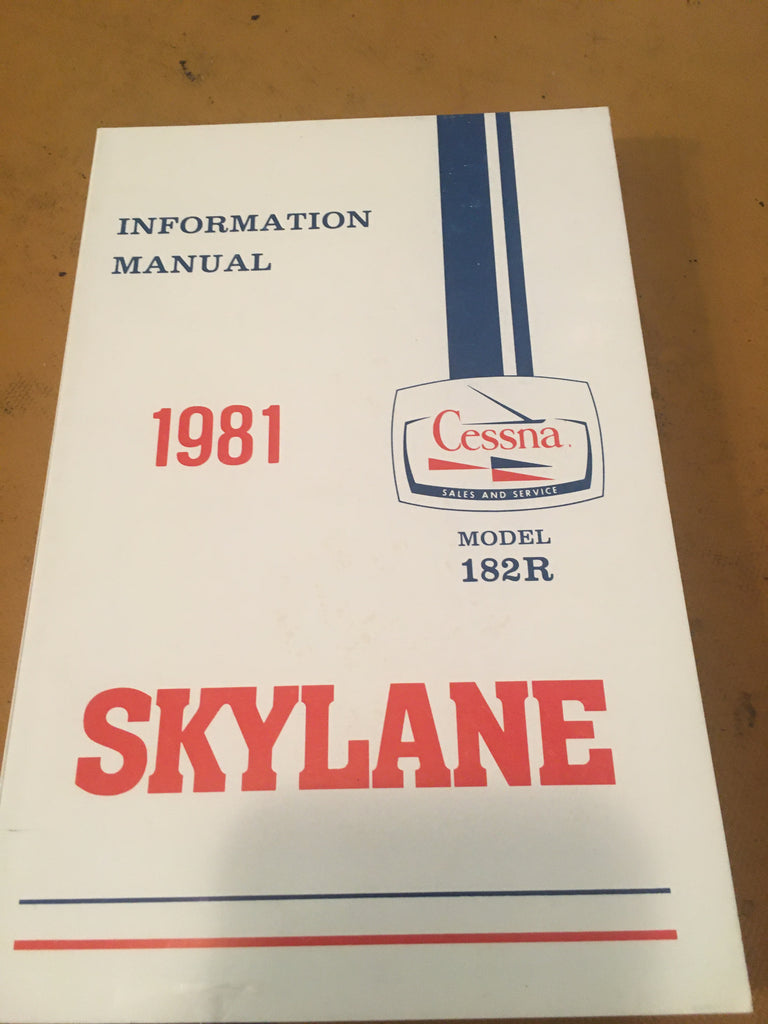 INFORMATION
MANUAL
1981
Cessna
SALES AND SERVICE
MODEL
182R
SKYLANE